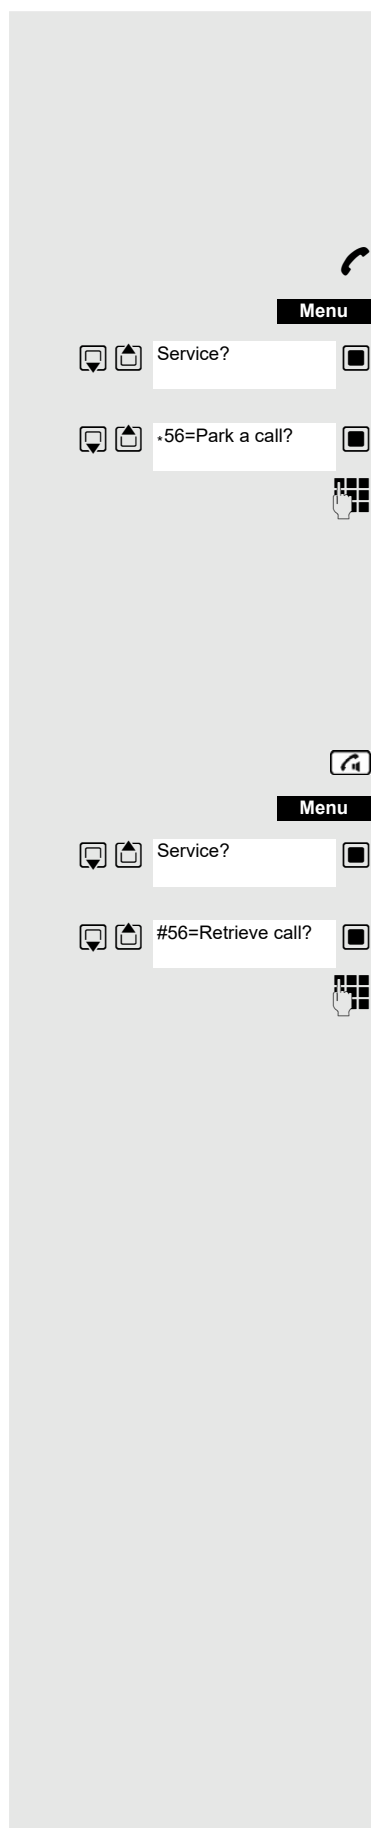 Menu
Service?
*56=Park a call?
Menu
Service?
#56=Retrieve call?